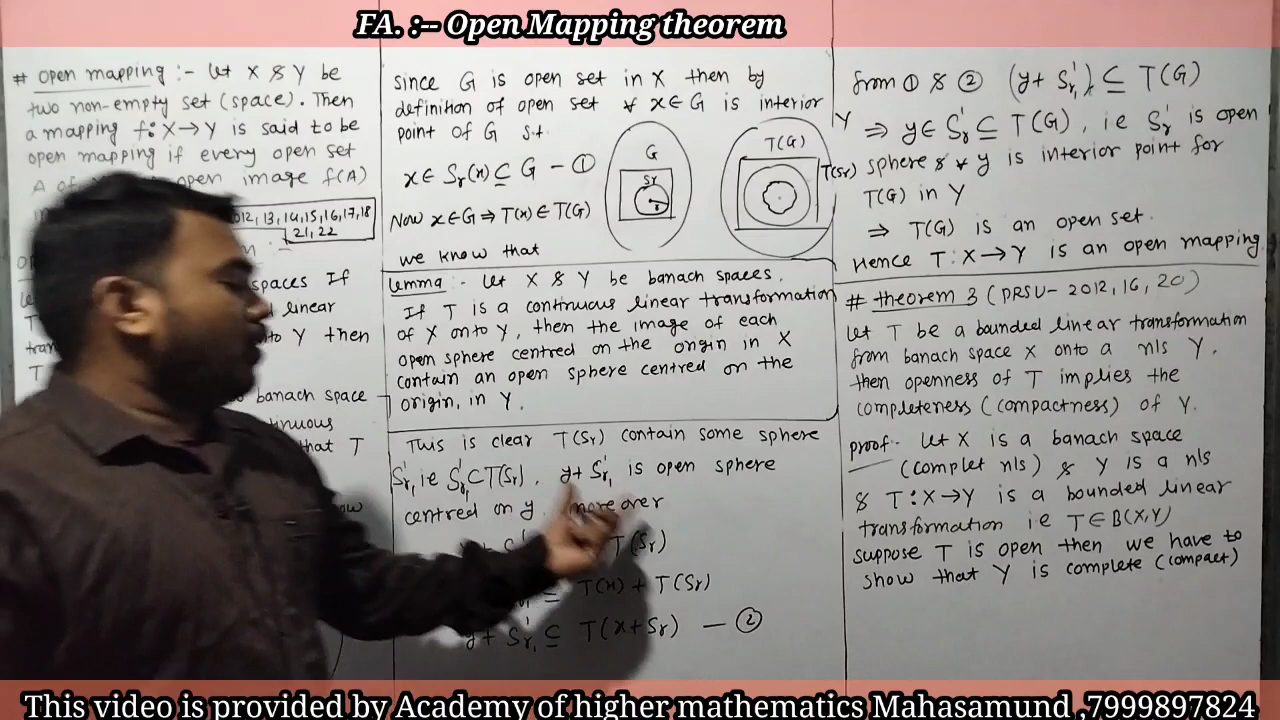 FA. :-- Open Mapping theorem
# Open mapping :- Let X & Y be
two non-empty set (space). Then
a mapping f: X→Y is said to be
open mapping if every open set
A of open image f(A)
012, 13, 14, 15, 16, 17, 18
21, 22
spaces If
linear
onto Y then
banach space
that T
since G is open set in X then by
definition of open set ∀ x∈G is interior
point of G s.t.
x∈ Sr(x) ⊆ G - ①
Now x∈G ⇒ T(x) ∈ T(G)
we know that
G
Sr
T(G)
Y
T(Sr)
Lemma :- Let X & Y be banach spaces.
If T is a continuous linear transformation
of X onto Y, then the image of each
open sphere centred on the origin in X
contain an open sphere centred on the
origin, in Y.
This is clear T(Sr) contain some sphere
S'r₁ ie S'r₁ ⊂ T(Sr). y+ S'r₁ is open sphere
centred on y. moreover
T(Sr)
⊆ T(x) + T(Sr)
y+ S'r₁ ⊆ T(x+Sr) — ②
from ① & ② (y+ S'r₁) ⊆ T(G)
⇒ y∈ S'r ⊆ T(G), ie S'r is open
sphere & ∀ y is interior point for
T(G) in Y
⇒ T(G) is an open set.
Hence T: X→Y is an open mapping.
# theorem 3 (PRSU- 2012, 16, 20)
Let T be a bounded linear transformation
from banach space X onto a nls Y.
then openness of T implies the
completeness (compactness) of Y.
proof- Let X is a banach space
(complet nls) & Y is a nls
& T: X→Y is a bounded linear
transformation ie T∈B(X,Y)
suppose T is open then we have to
show that Y is complete (compact)
This video is provided by Academy of higher mathematics Mahasamund ,7999897824